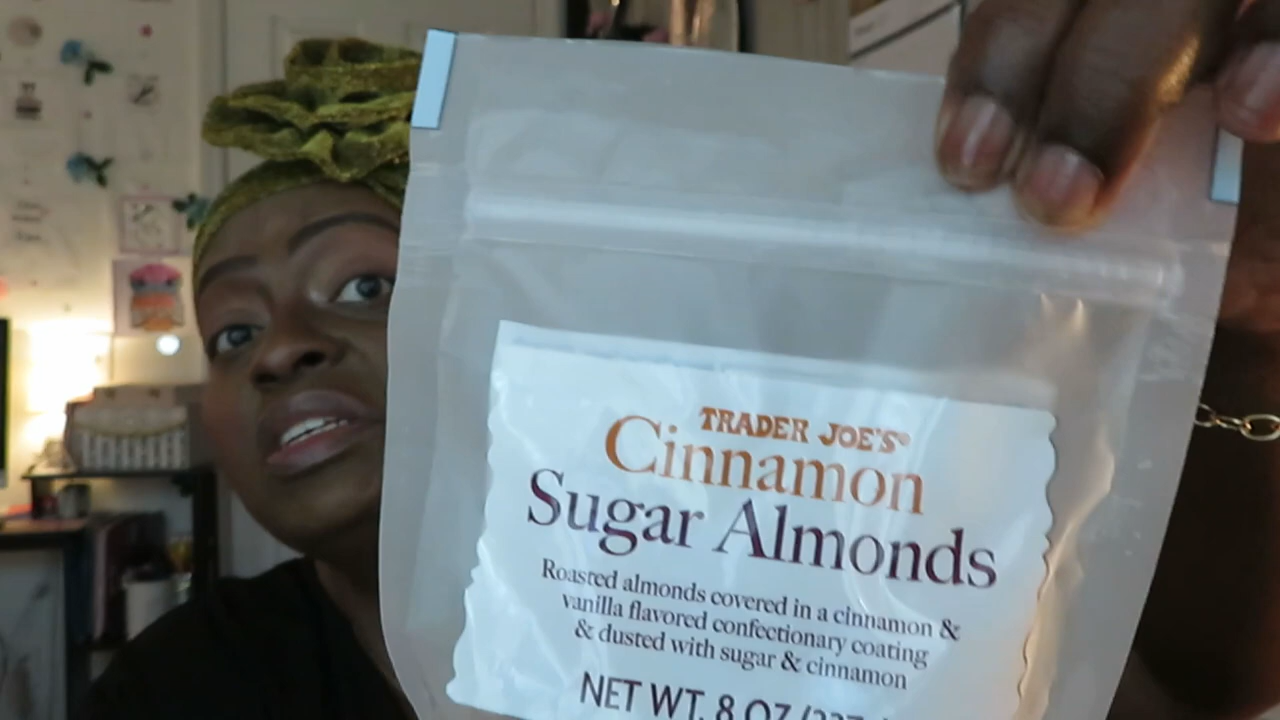 TRADER JOE'S®
Cinnamon
Sugar Almonds
Roasted almonds covered in a cinnamon &
vanilla flavored confectionary coating
& dusted with sugar & cinnamon
NET WT. 8 OZ